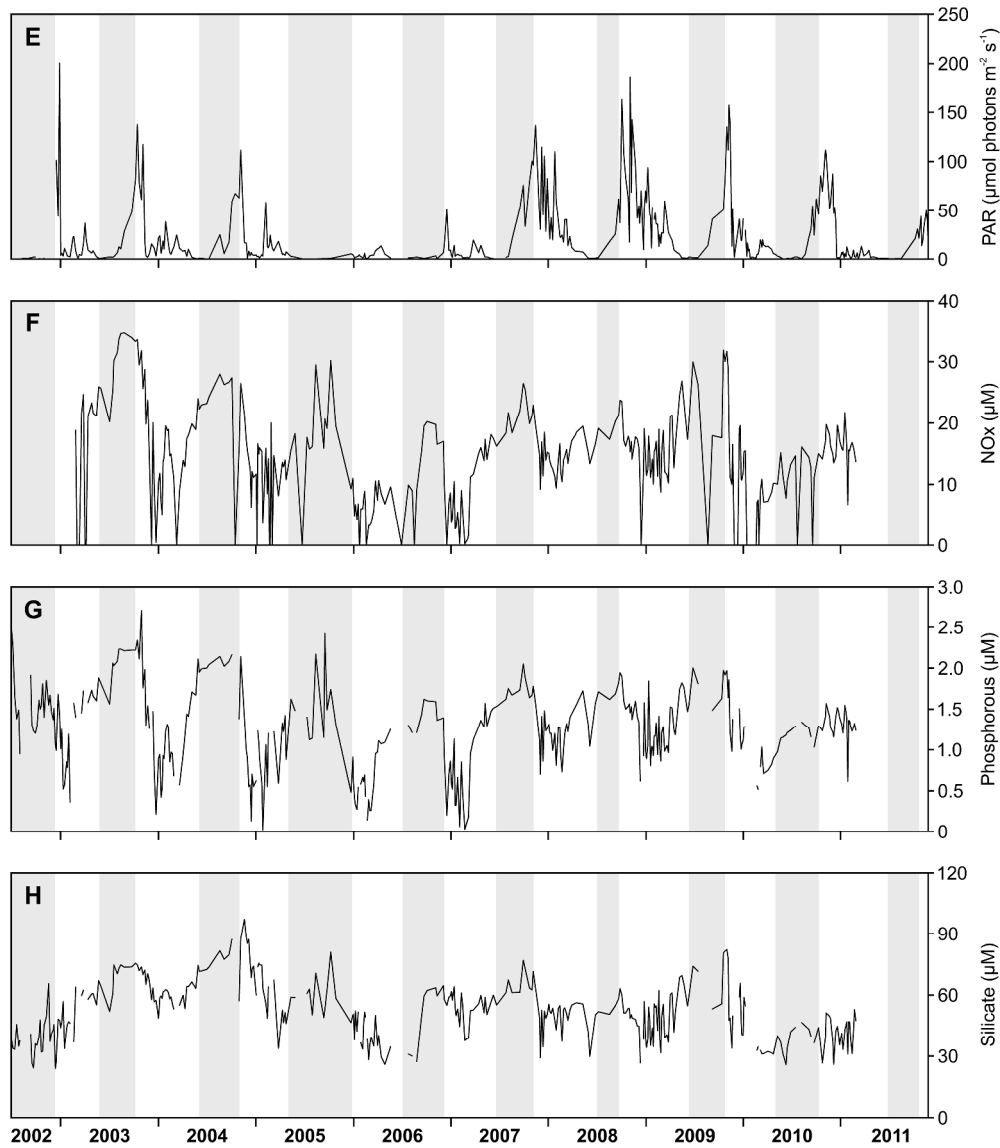 E
250
200
150
100
50
0
PAR (µmol photons m⁻² s⁻¹)
F
40
30
20
10
0
NOx (µM)
G
3.0
2.5
2.0
1.5
1.0
0.5
0
Phosphorous (µM)
H
120
90
60
30
0
Silicate (µM)
2002 2003 2004 2005 2006 2007 2008 2009 2010 2011